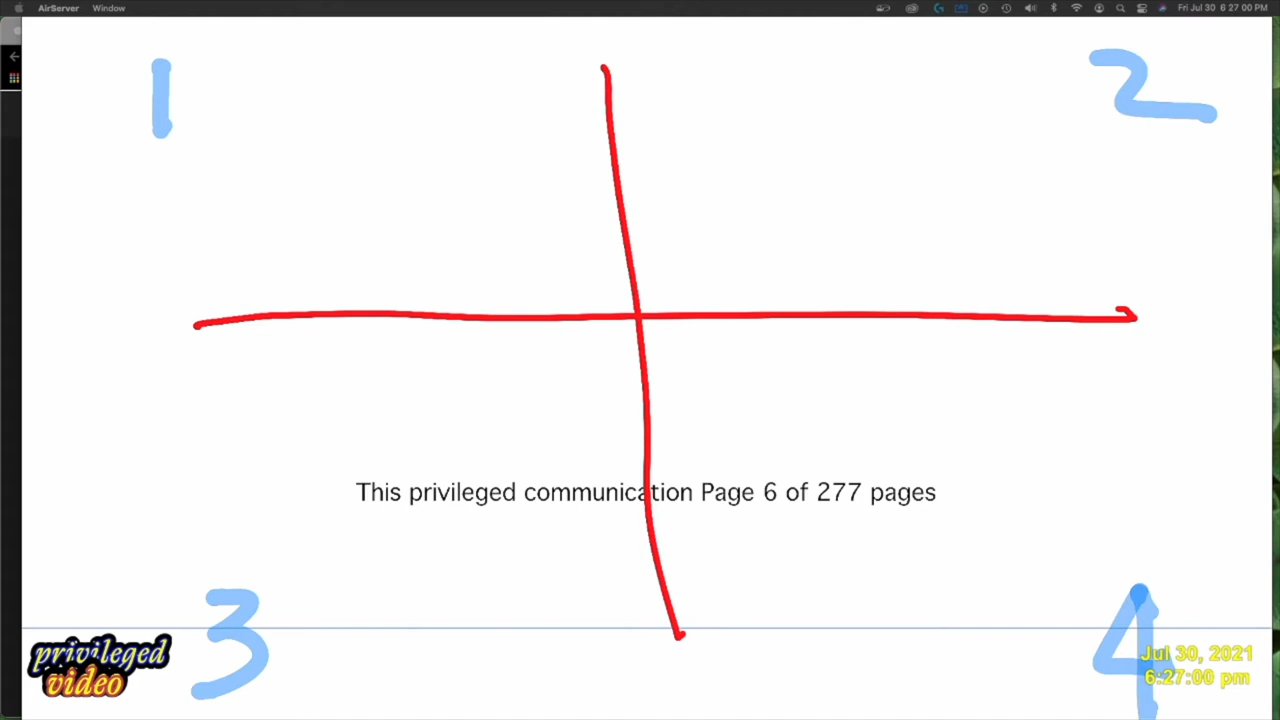 AirServer Window Fri Jul 30 6 27 00 PM
1 2
This privileged communication Page 6 of 277 pages
3 4
privileged
video
Jul 30, 2021
6:27:00 pm